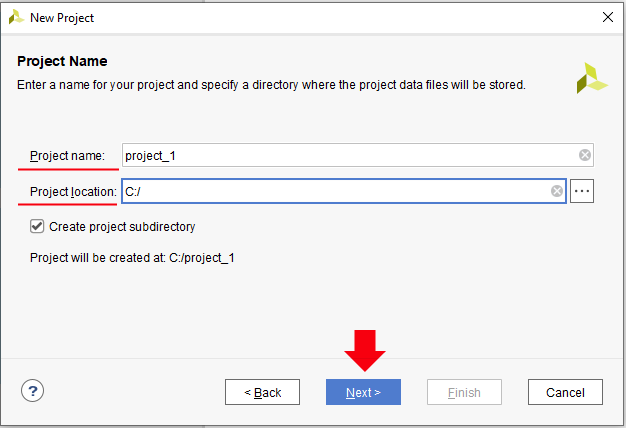 New Project
Project Name
Enter a name for your project and specify a directory where the project data files will be stored.
Project name: project_1
Project location: C:/ ...
Create project subdirectory
Project will be created at: C:/project_1
? < Back Next > Finish Cancel